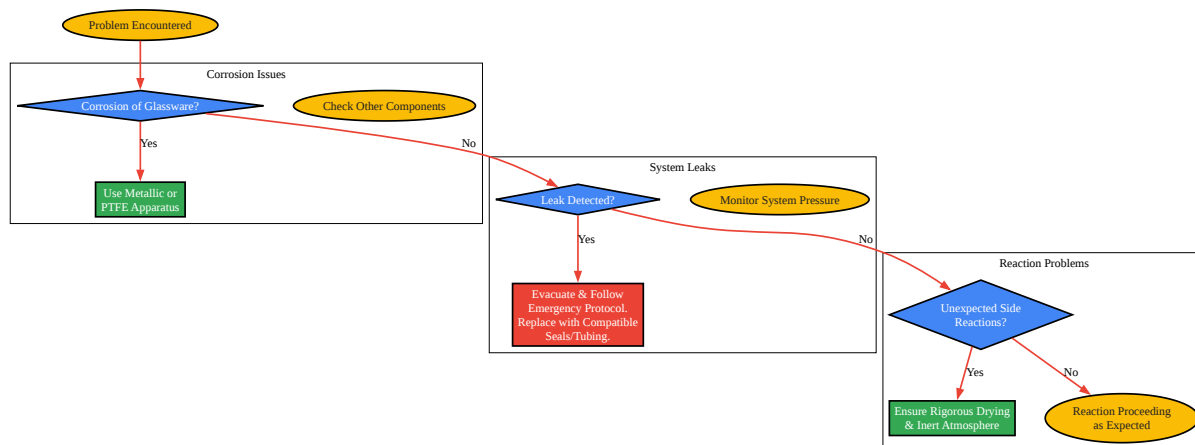 Problem Encountered
Corrosion Issues
Corrosion of Glassware?
Check Other Components
Yes
No
Use Metallic or
PTFE Apparatus
System Leaks
Leak Detected?
Monitor System Pressure
Yes
No
Evacuate & Follow
Emergency Protocol.
Replace with Compatible
Seals/Tubing.
Reaction Problems
Unexpected Side
Reactions?
Yes
No
Ensure Rigorous Drying
& Inert Atmosphere
Reaction Proceeding
as Expected